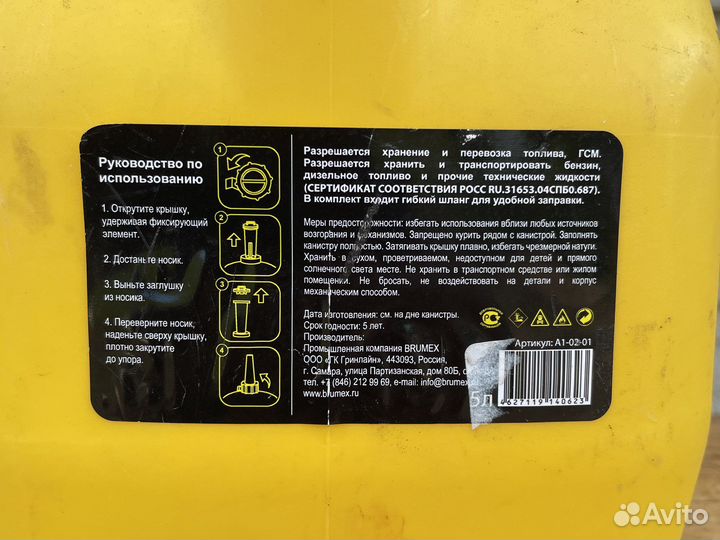 Руководство по
использованию
1. Открутите крышку,
удерживая фиксирующий
элемент.
2. Достаньте носик.
3. Выньте заглушку
из носика.
4. Переверните носик,
наденьте сверху крышку,
плотно закрутите
до упора.
1
2
3
4
Разрешается хранение и перевозка топлива, ГСМ.
Разрешается хранить и транспортировать бензин,
дизельное топливо и прочие технические жидкости
(СЕРТИФИКАТ СООТВЕТСТВИЯ РОСС RU.31653.04СПБ0.687).
В комплект входит гибкий шланг для удобной заправки.
Меры предосторожности: избегать использования вблизи любых источников
возгорания и механизмов. Запрещено курить рядом с канистрой. Заполнять
канистру полностью. Затягивать крышку плавно, избегать чрезмерной натуги.
Хранить в сухом, проветриваемом, недоступном для детей и прямого
солнечного света месте. Не хранить в транспортном средстве или жилом
помещении. Не бросать, не воздействовать на детали и корпус
механическим способом.
Дата изготовления: см. на дне канистры.
Срок годности: 5 лет.
Производитель:
Промышленная компания BRUMEX
ООО «ГК Гринлайн», 443093, Россия,
г. Самара, улица Партизанская, дом 80Б,
тел. +7 (846) 212 99 69, e-mail: info@brumex.
www.brumex.ru
Артикул: А1-02-01
5 л
4627119140623
Avito